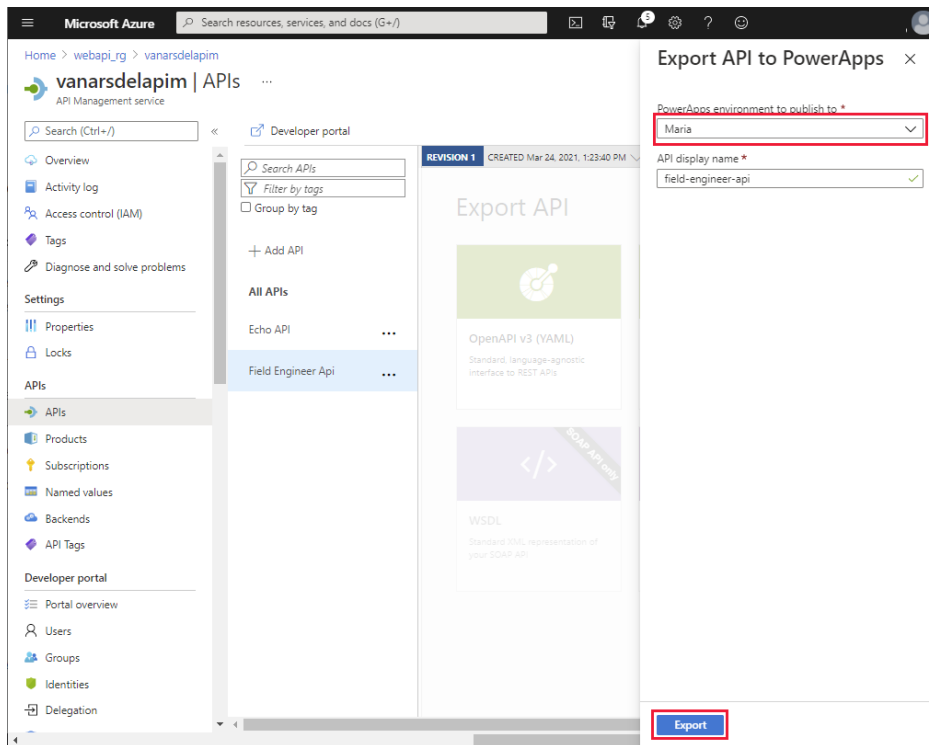 Microsoft Azure
Search resources, services, and docs (G+/)
5
Home > webapi_rg > vanarsdelapim
vanarsdelapim | APIs ...
API Management service
Search (Ctrl+/)
«
Overview
Activity log
Access control (IAM)
Tags
Diagnose and solve problems
Settings
Properties
Locks
APIs
APIs
Products
Subscriptions
Named values
Backends
API Tags
Developer portal
Portal overview
Users
Groups
Identities
Delegation
Developer portal
Search APIs
Filter by tags
Group by tag
+ Add API
All APIs
Echo API ...
Field Engineer Api ...
REVISION 1 CREATED Mar 24, 2021, 1:23:40 PM
Export API
OpenAPI v3 (YAML)
Standard, language-agnostic
interface to REST APIs
SOAP API only
WSDL
Standard XML representation of
your SOAP API
Export API to PowerApps
PowerApps environment to publish to *
Maria
API display name *
field-engineer-api
Export